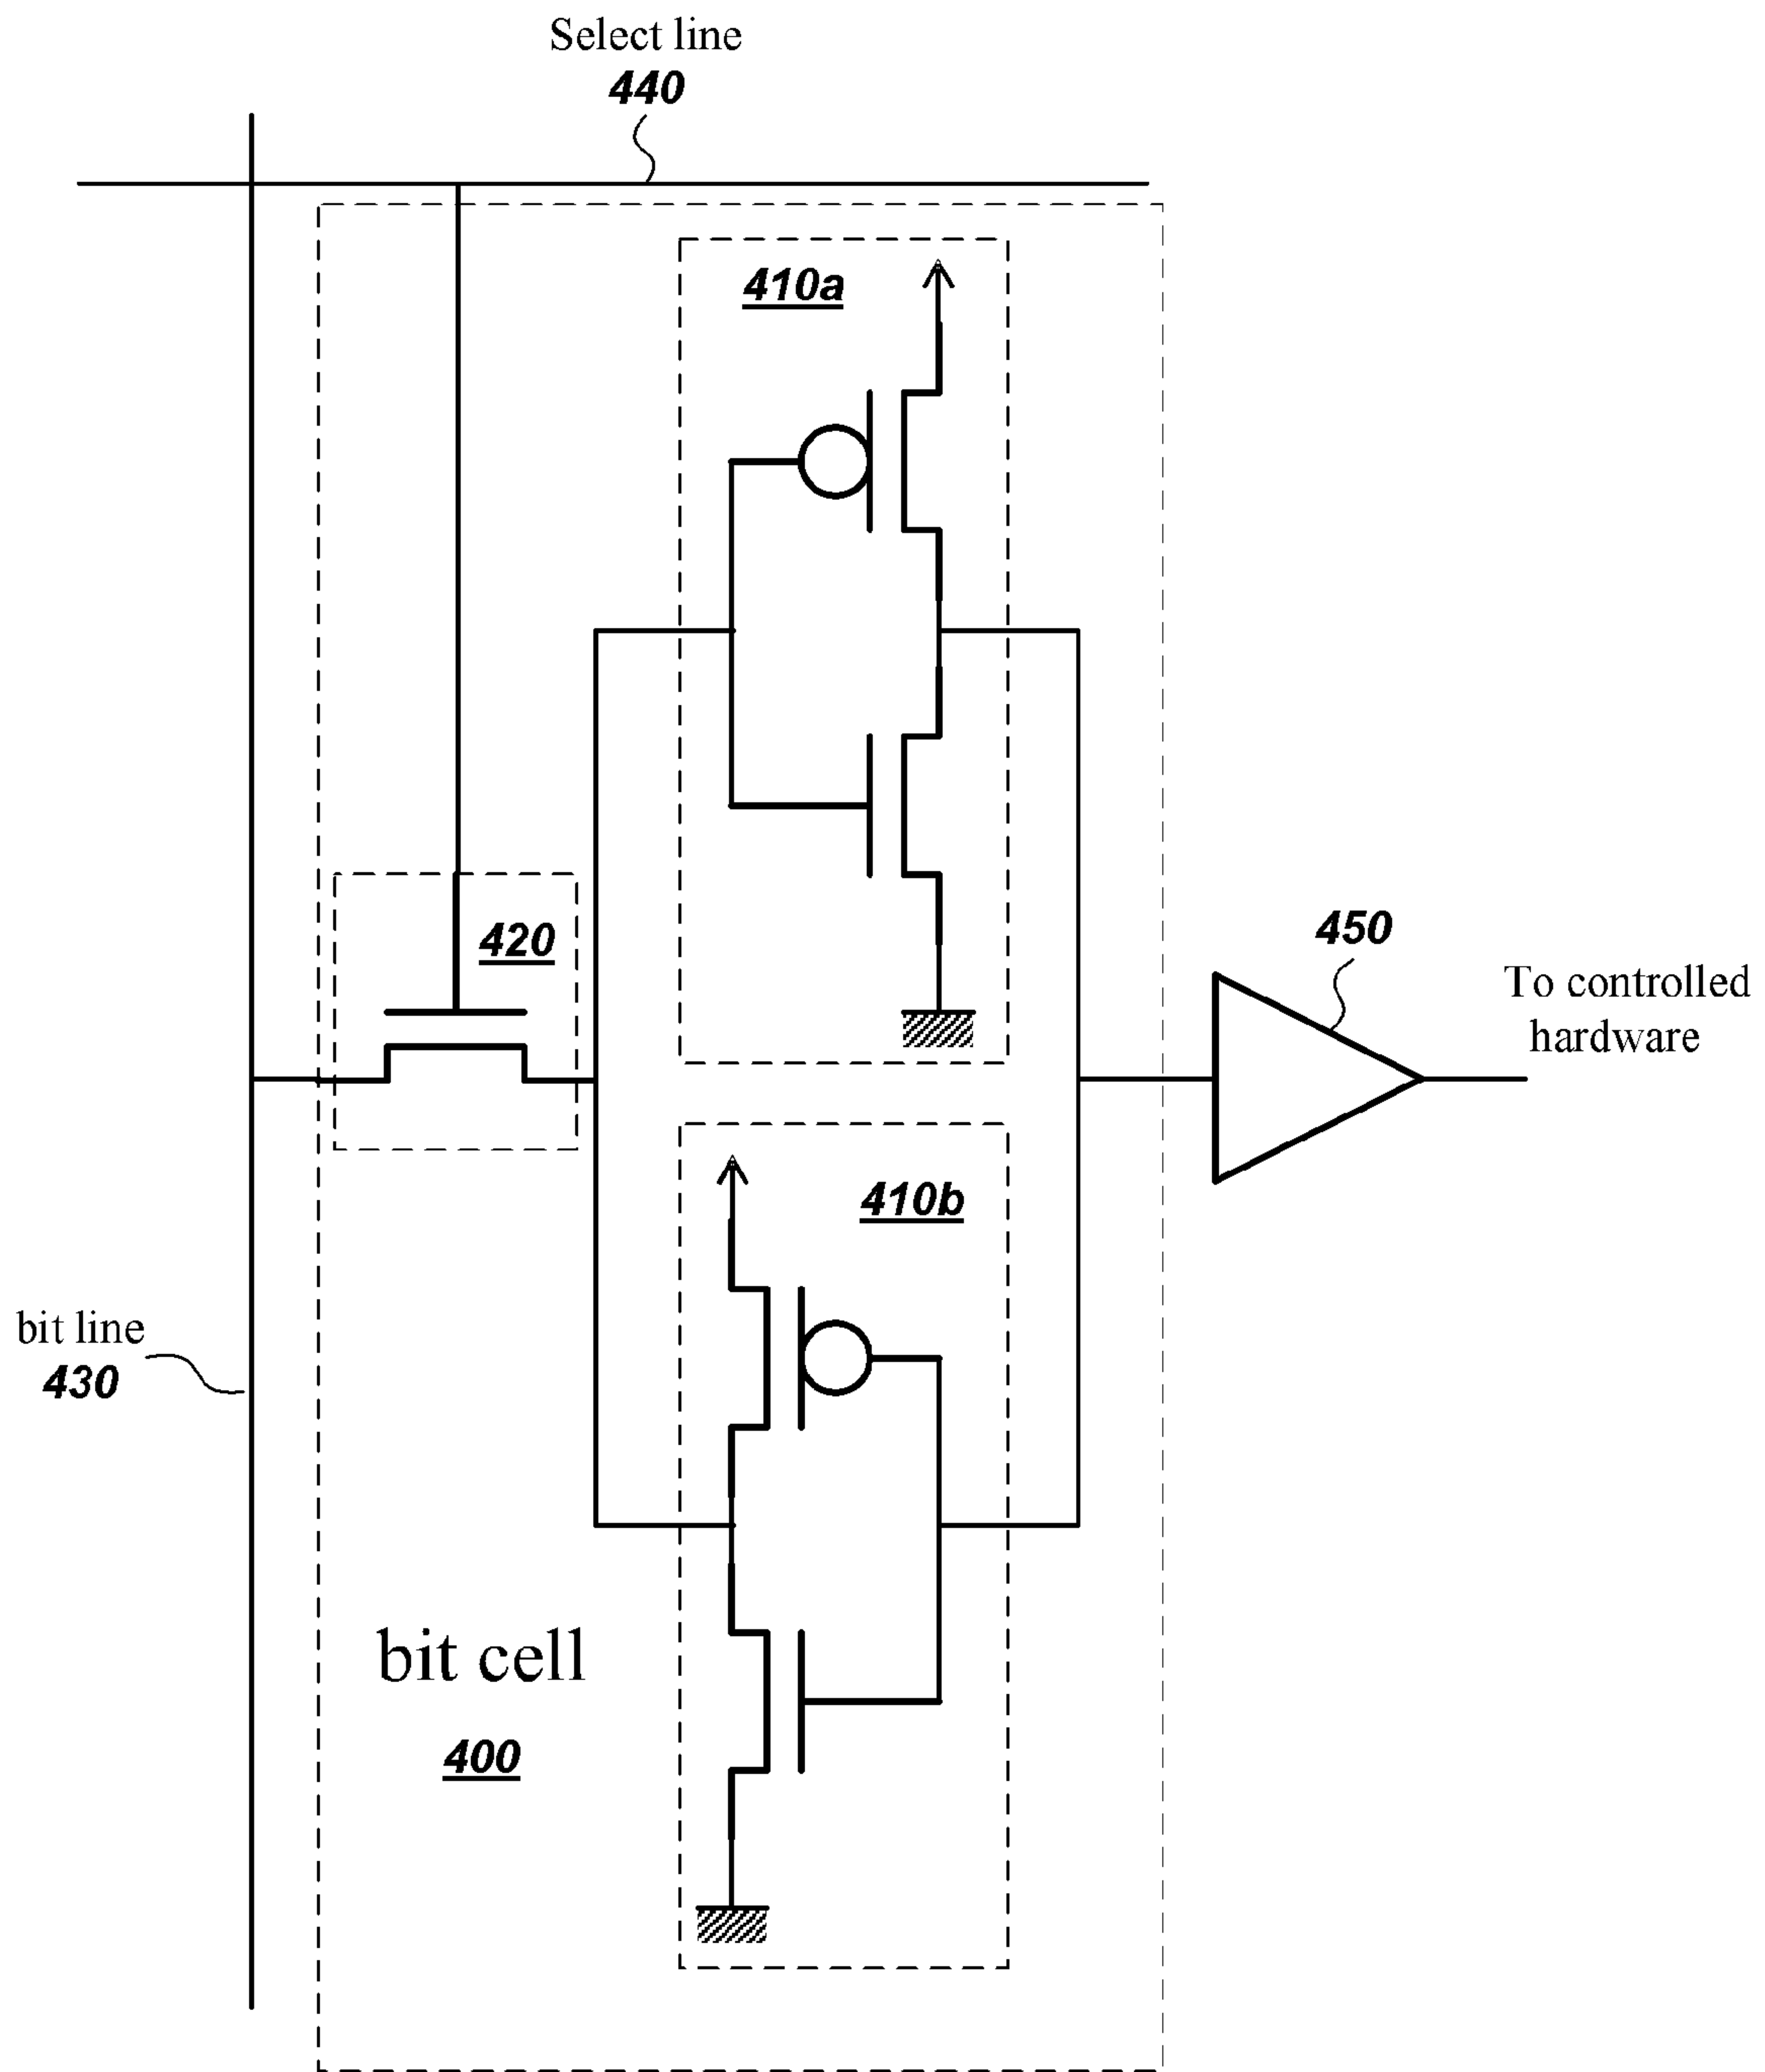 Select line
440
410a
420
450
To controlled
hardware
410b
bit line
430
bit cell
400